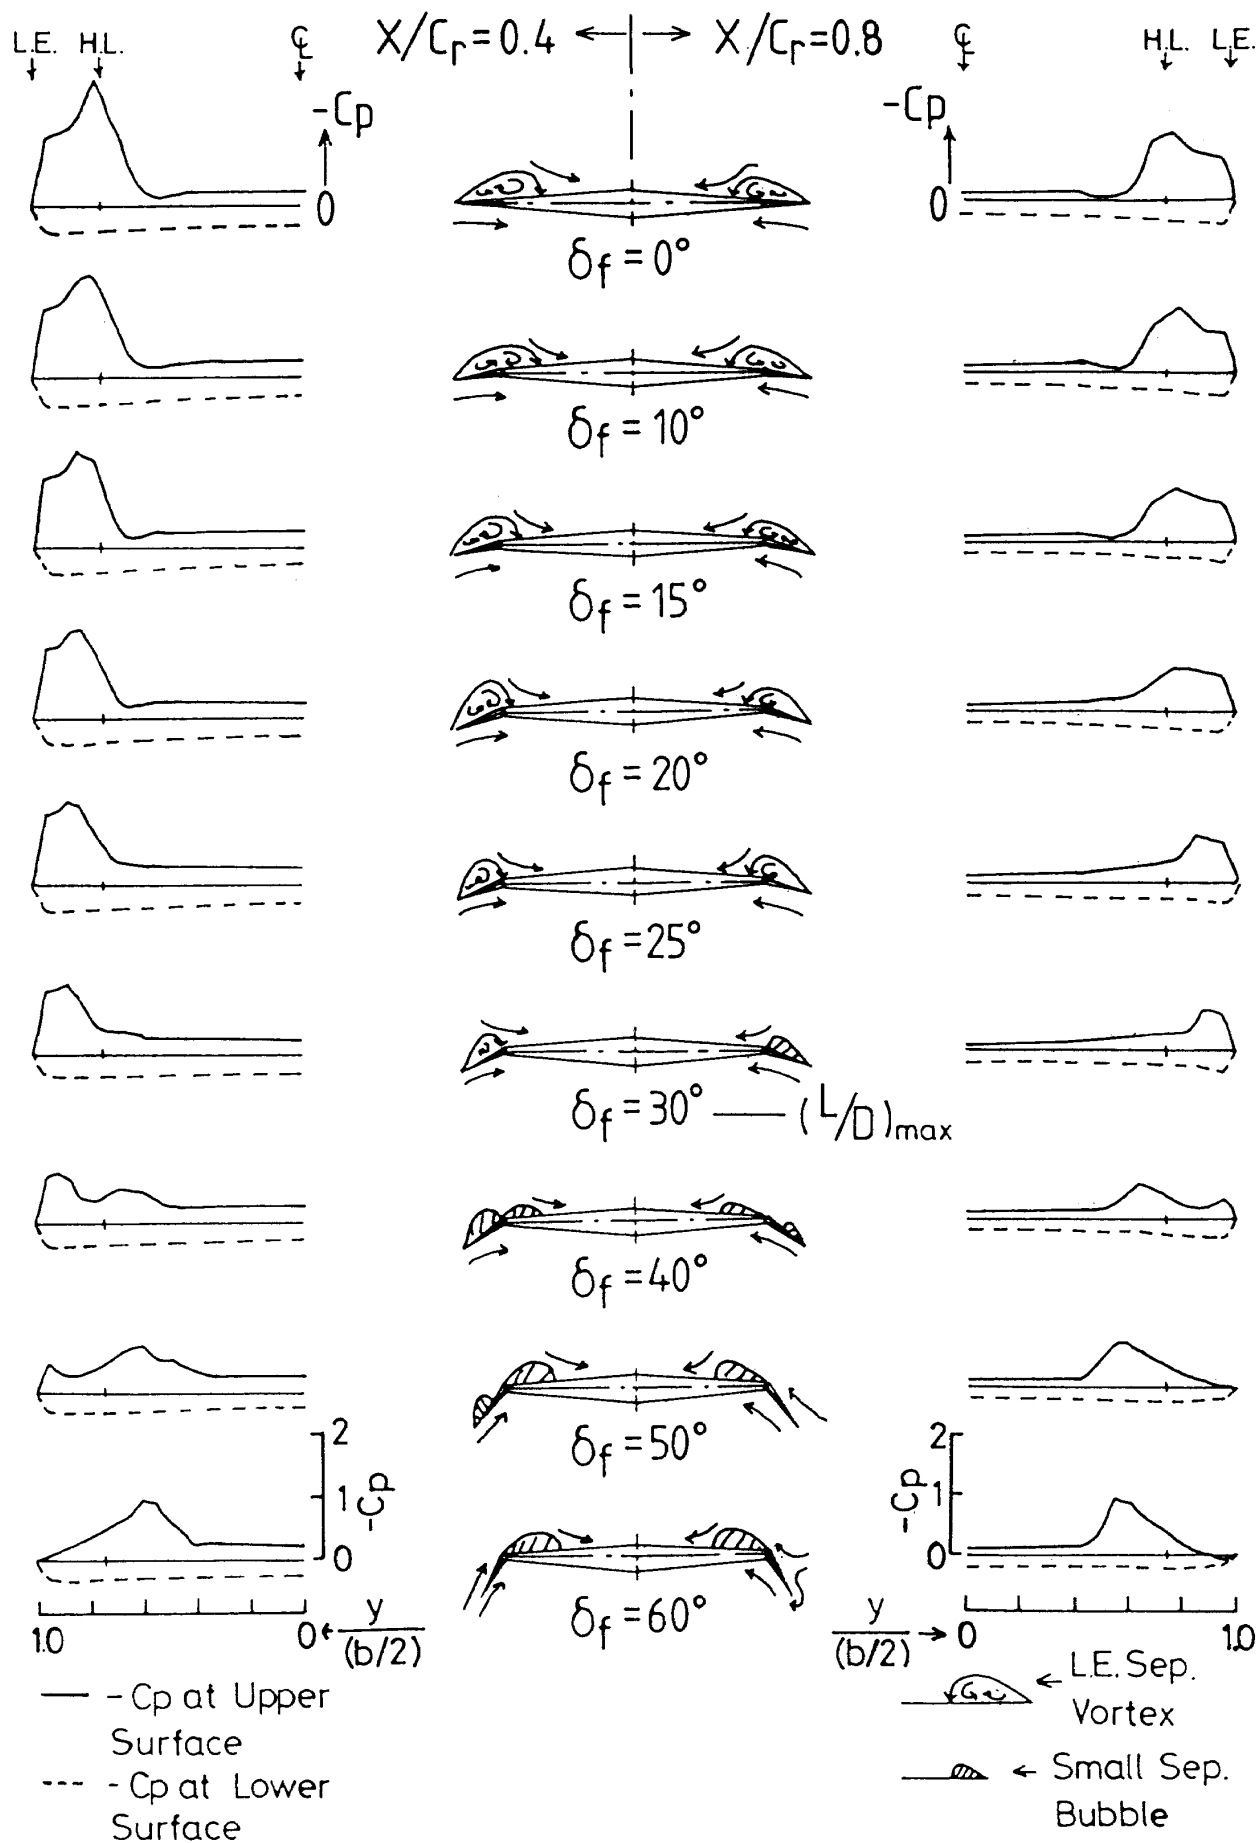 L.E. H.L. ℄ X/Cr=0.4 ← → X/Cr=0.8 ℄ H.L. L.E.
-Cp -Cp
0 0
δf = 0°
δf = 10°
δf = 15°
δf = 20°
δf = 25°
δf = 30° — (L/D)max
δf = 40°
δf = 50°
2 2
1 1
-Cp -Cp
0 0
δf = 60°
1.0 0 ← y/(b/2) y/(b/2) → 0 1.0
— -Cp at Upper
Surface
--- -Cp at Lower
Surface
← L.E. Sep.
Vortex
← Small Sep.
Bubble